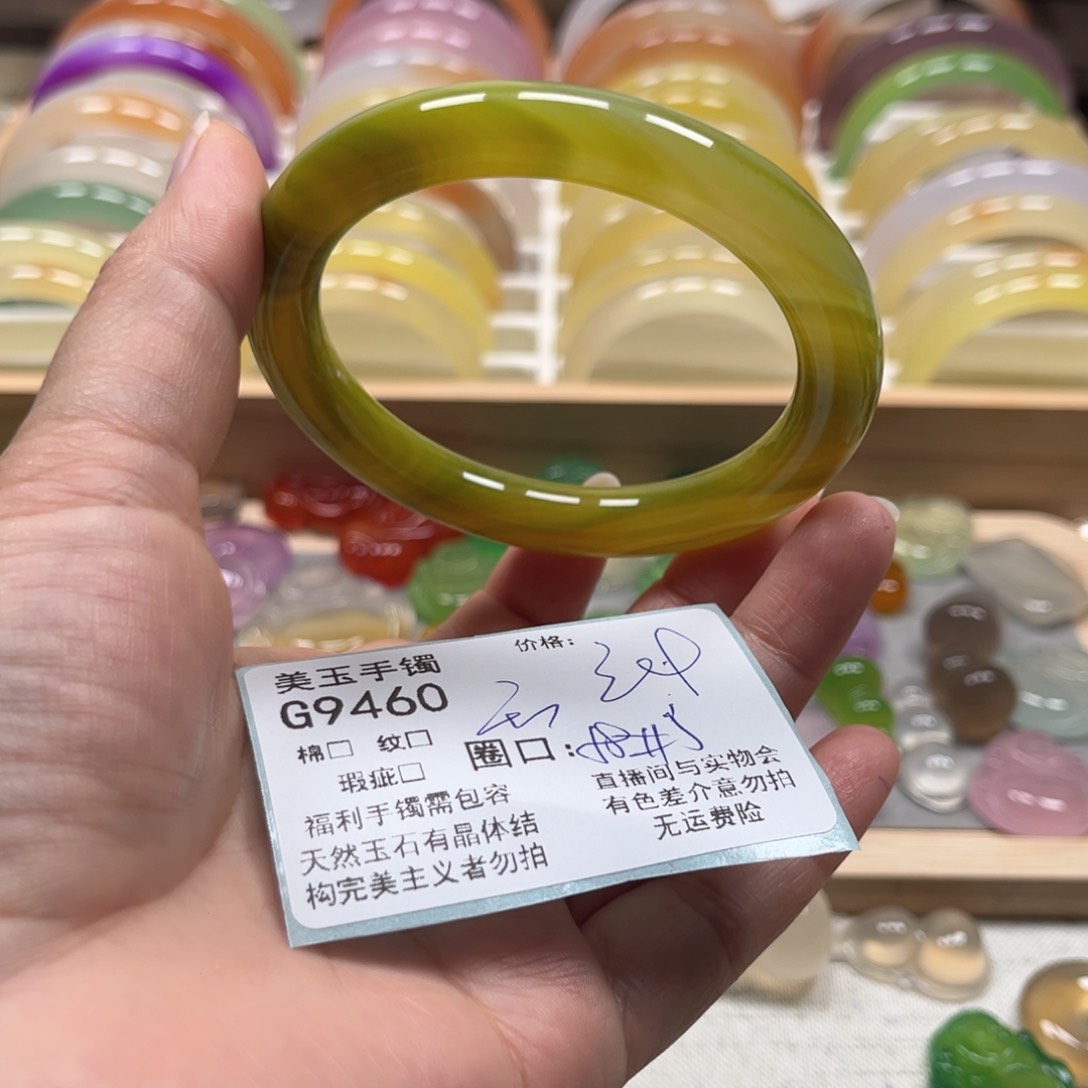 美玉手镯
价格:
G9460
棉□ 纹□
圈口:
瑕疵□
福利手镯需包容
天然玉石有晶体结
构完美主义者勿拍
直播间与实物会
有色差介意勿拍
无运费险